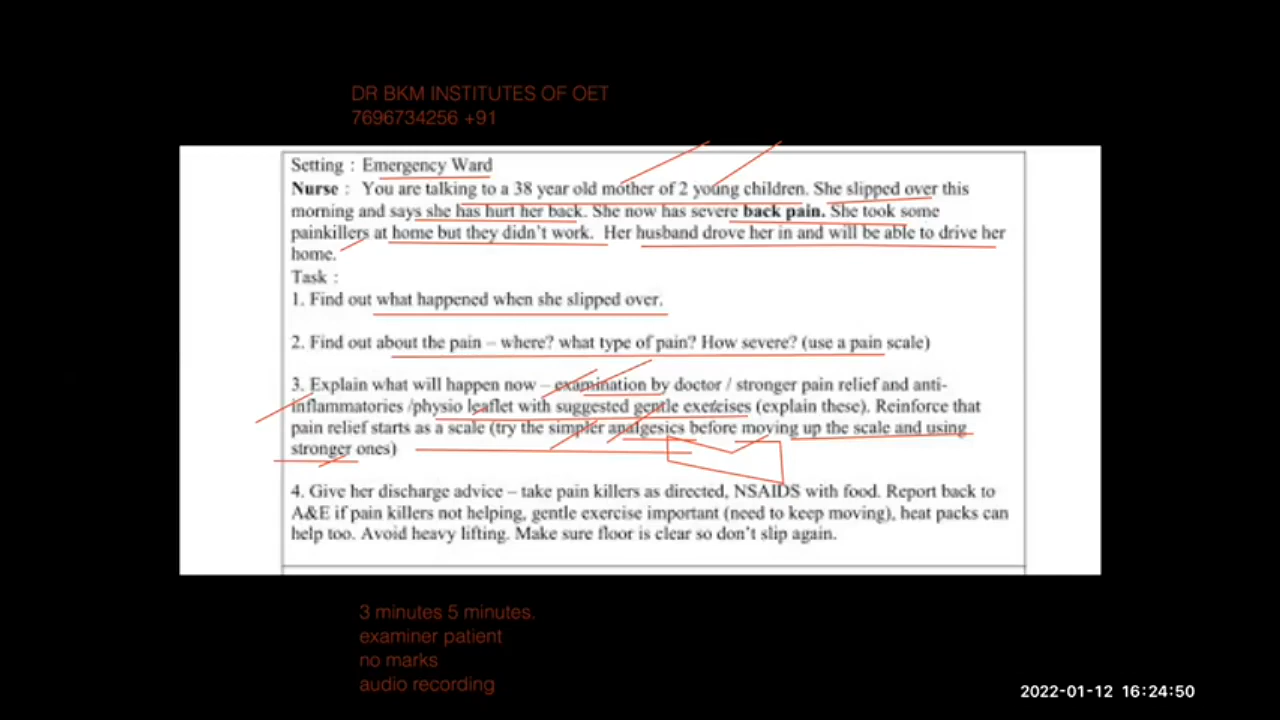 DR BKM INSTITUTES OF OET
7696734256 +91
Setting : Emergency Ward
Nurse : You are talking to a 38 year old mother of 2 young children. She slipped over this
morning and says she has hurt her back. She now has severe back pain. She took some
painkillers at home but they didn't work. Her husband drove her in and will be able to drive her
home.
Task :
1. Find out what happened when she slipped over.
2. Find out about the pain – where? what type of pain? How severe? (use a pain scale)
3. Explain what will happen now – examination by doctor / stronger pain relief and anti-
inflammatories /physio leaflet with suggested gentle exercises (explain these). Reinforce that
pain relief starts as a scale (try the simpler analgesics before moving up the scale and using
stronger ones)
4. Give her discharge advice – take pain killers as directed, NSAIDS with food. Report back to
A&E if pain killers not helping, gentle exercise important (need to keep moving), heat packs can
help too. Avoid heavy lifting. Make sure floor is clear so don't slip again.
3 minutes 5 minutes.
examiner patient
no marks
audio recording
2022-01-12 16:24:50